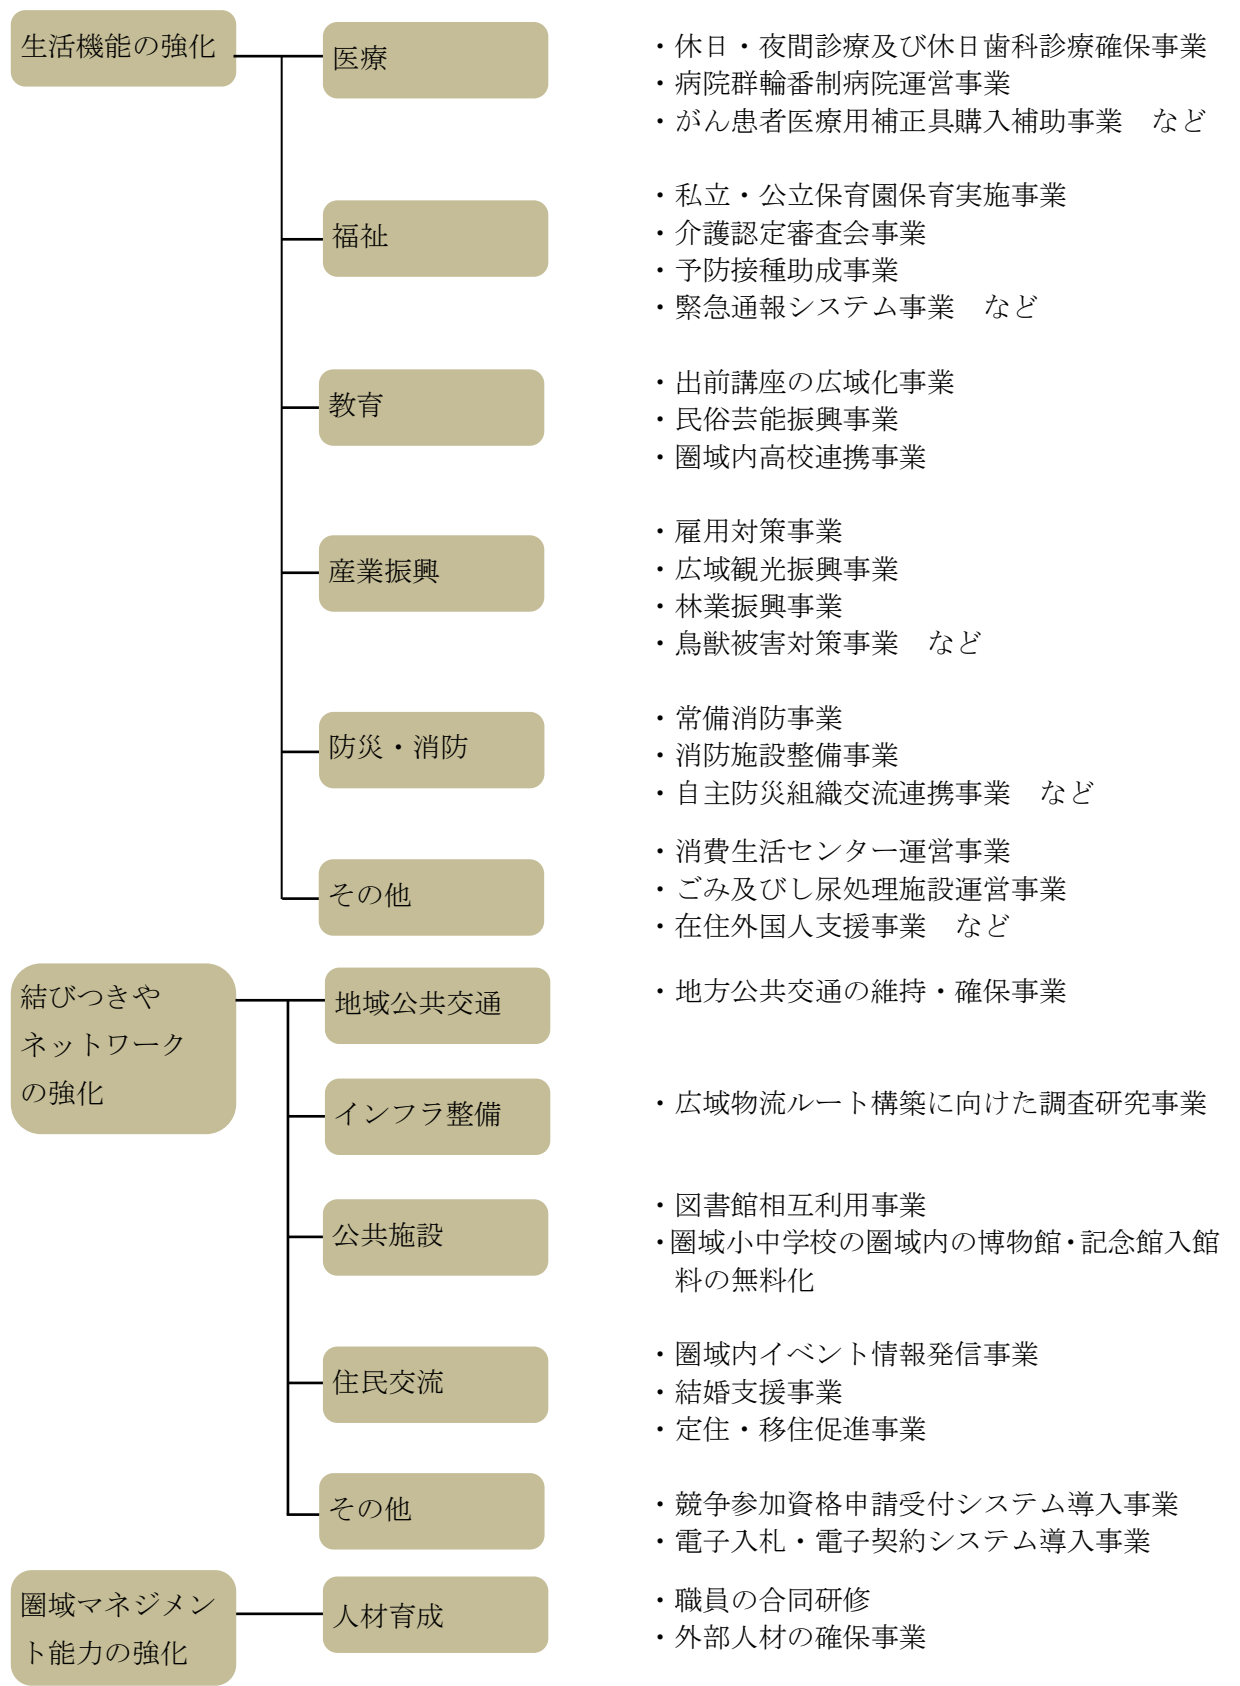 生活機能の強化
医療
・休日・夜間診療及び休日歯科診療確保事業
・病院群輪番制病院運営事業
・がん患者医療用補正具購入補助事業　など
福祉
・私立・公立保育園保育実施事業
・介護認定審査会事業
・予防接種助成事業
・緊急通報システム事業　など
教育
・出前講座の広域化事業
・民俗芸能振興事業
・圏域内高校連携事業
産業振興
・雇用対策事業
・広域観光振興事業
・林業振興事業
・鳥獣被害対策事業　など
防災・消防
・常備消防事業
・消防施設整備事業
・自主防災組織交流連携事業　など
その他
・消費生活センター運営事業
・ごみ及びし尿処理施設運営事業
・在住外国人支援事業　など
結びつきや
ネットワーク
の強化
地域公共交通
・地方公共交通の維持・確保事業
インフラ整備
・広域物流ルート構築に向けた調査研究事業
公共施設
・図書館相互利用事業
・圏域小中学校の圏域内の博物館・記念館入館
料の無料化
住民交流
・圏域内イベント情報発信事業
・結婚支援事業
・定住・移住促進事業
その他
・競争参加資格申請受付システム導入事業
・電子入札・電子契約システム導入事業
圏域マネジメン
ト能力の強化
人材育成
・職員の合同研修
・外部人材の確保事業